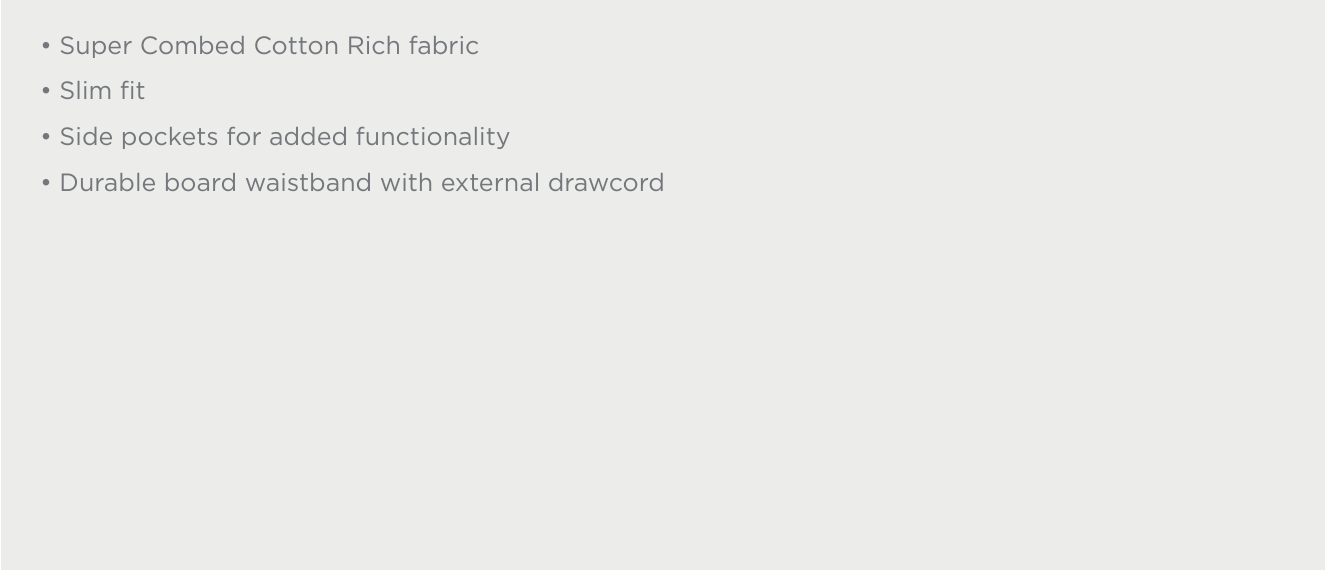 • Super Combed Cotton Rich fabric
• Slim fit
• Side pockets for added functionality
• Durable board waistband with external drawcord